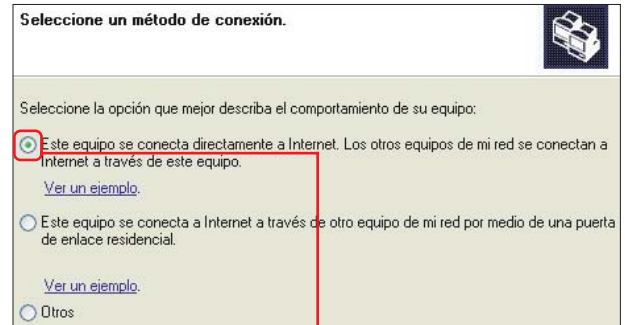 Seleccione un método de conexión.
Seleccione la opción que mejor describa el comportamiento de su equipo:
Este equipo se conecta directamente a Internet. Los otros equipos de mi red se conectan a
Internet a través de este equipo.
Ver un ejemplo.
Este equipo se conecta a Internet a través de otro equipo de mi red por medio de una puerta
de enlace residencial.
Ver un ejemplo.
Otros